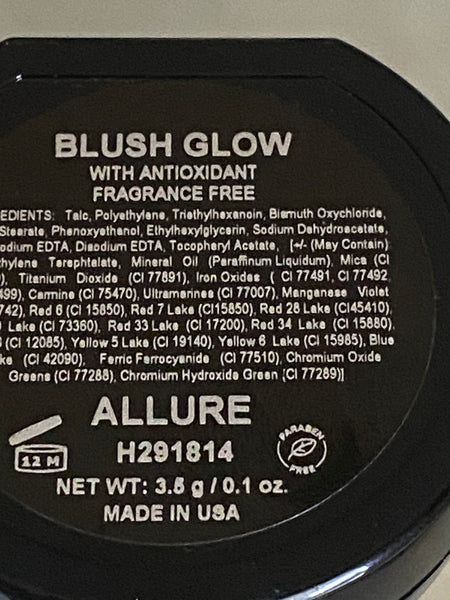 BLUSH GLOW
WITH ANTIOXIDANT
FRAGRANCE FREE
EDIENTS: Talc, Polyethylene, Triethylhexanoin, Bismuth Oxychloride,
Stearate, Phenoxyethanol, Ethylhexylglycerin, Sodium Dehydroacetate,
odium EDTA, Disodium EDTA, Tocopheryl Acetate, [+/- (May Contain)
hylene Terephtalate, Mineral Oil (Paraffinum Liquidum), Mica (CI
), Titanium Dioxide (CI 77891), Iron Oxides ( CI 77491, CI 77492,
499), Carmine (CI 75470), Ultramarines (CI 77007), Manganese Violet
742), Red 6 (CI 15850), Red 7 Lake (CI15850), Red 28 Lake (CI45410),
Lake (CI 73360), Red 33 Lake (CI 17200), Red 34 Lake (CI 15880),
(CI 12085), Yellow 5 Lake (CI 19140), Yellow 6 Lake (CI 15985), Blue
ke (CI 42090), Ferric Ferrocyanide (CI 77510), Chromium Oxide
Greens (CI 77288), Chromium Hydroxide Green (CI 77289)]
ALLURE
H291814
PARABEN
FREE
12 M
NET WT: 3.5 g / 0.1 oz.
MADE IN USA